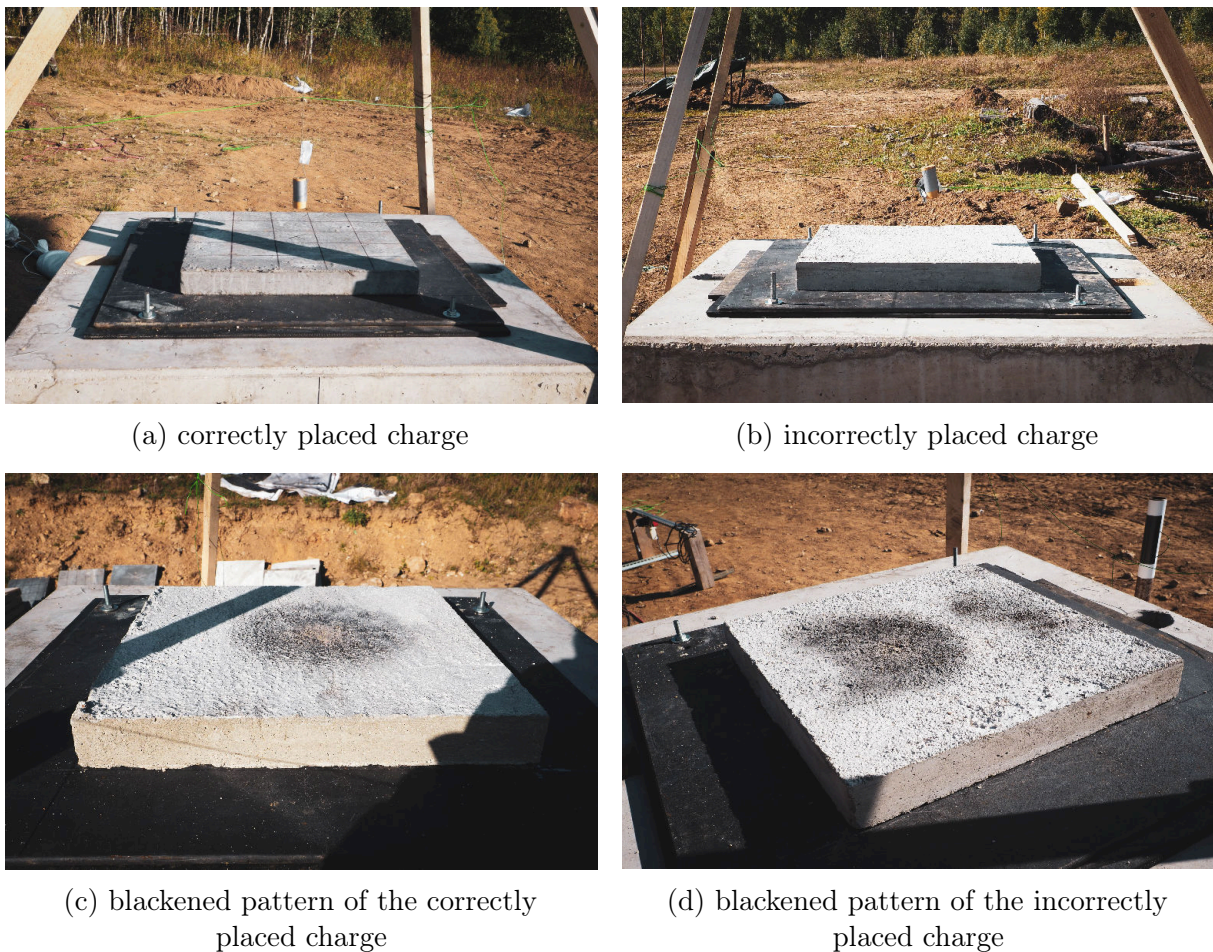 (a) correctly placed charge
(b) incorrectly placed charge
(c) blackened pattern of the correctly
placed charge
(d) blackened pattern of the incorrectly
placed charge